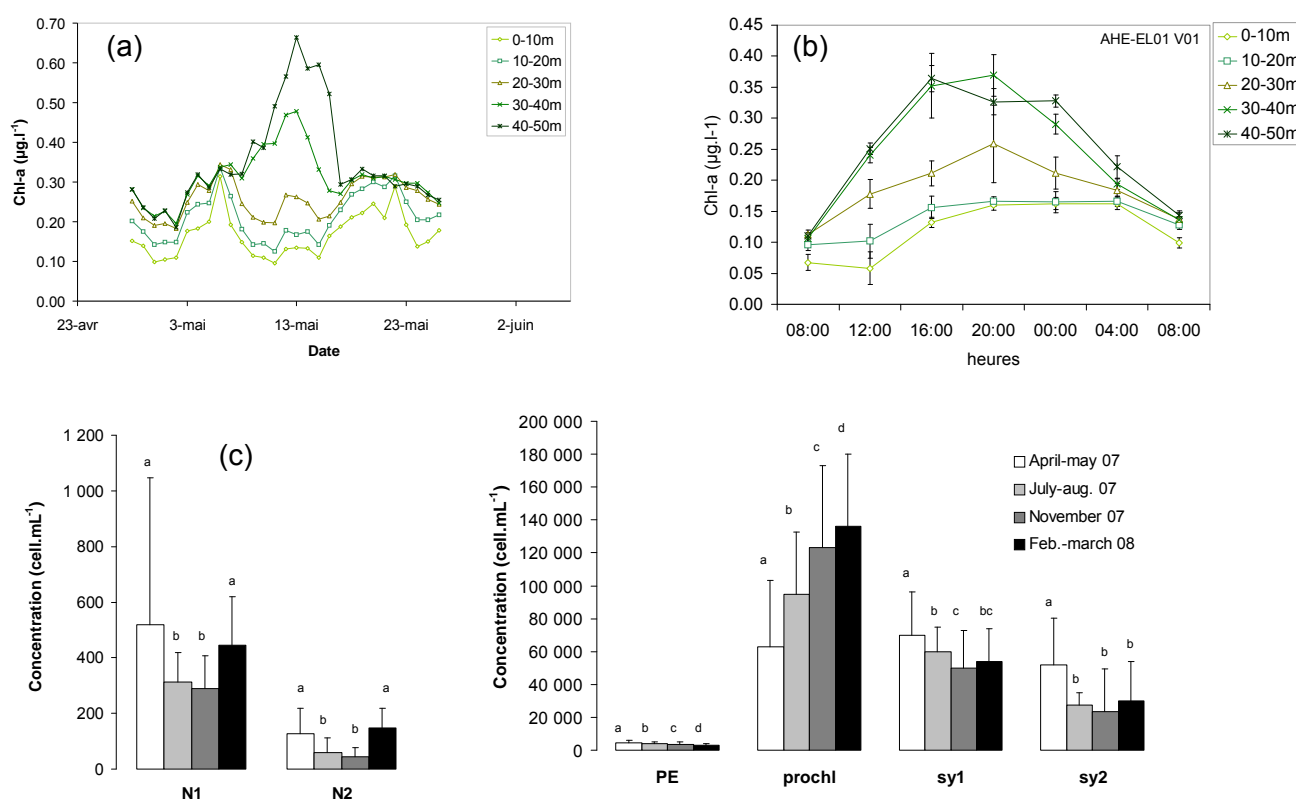 (a)
0.70
0.60
0.50
0.40
0.30
0.20
0.10
0.00
Chl-a (µg.l⁻¹)
23-avr
3-mai
13-mai
23-mai
2-juin
Date
0-10m
10-20m
20-30m
30-40m
40-50m
(b)
AHE-EL01 V01
0.45
0.40
0.35
0.30
0.25
0.20
0.15
0.10
0.05
0.00
Chl-a (µg.l-1)
08:00
12:00
16:00
20:00
00:00
04:00
08:00
heures
0-10m
10-20m
20-30m
30-40m
40-50m
(c)
1 200
1 000
800
600
400
200
0
Concentration (cell.mL⁻¹)
a
b
b
a
a
b
b
a
N1
N2
200 000
180 000
160 000
140 000
120 000
100 000
80 000
60 000
40 000
20 000
0
Concentration (cell.mL⁻¹)
a
b
c
d
a
b
c
d
a
b
c
bc
a
b
b
b
PE
prochl
sy1
sy2
April-may 07
July-aug. 07
November 07
Feb.-march 08